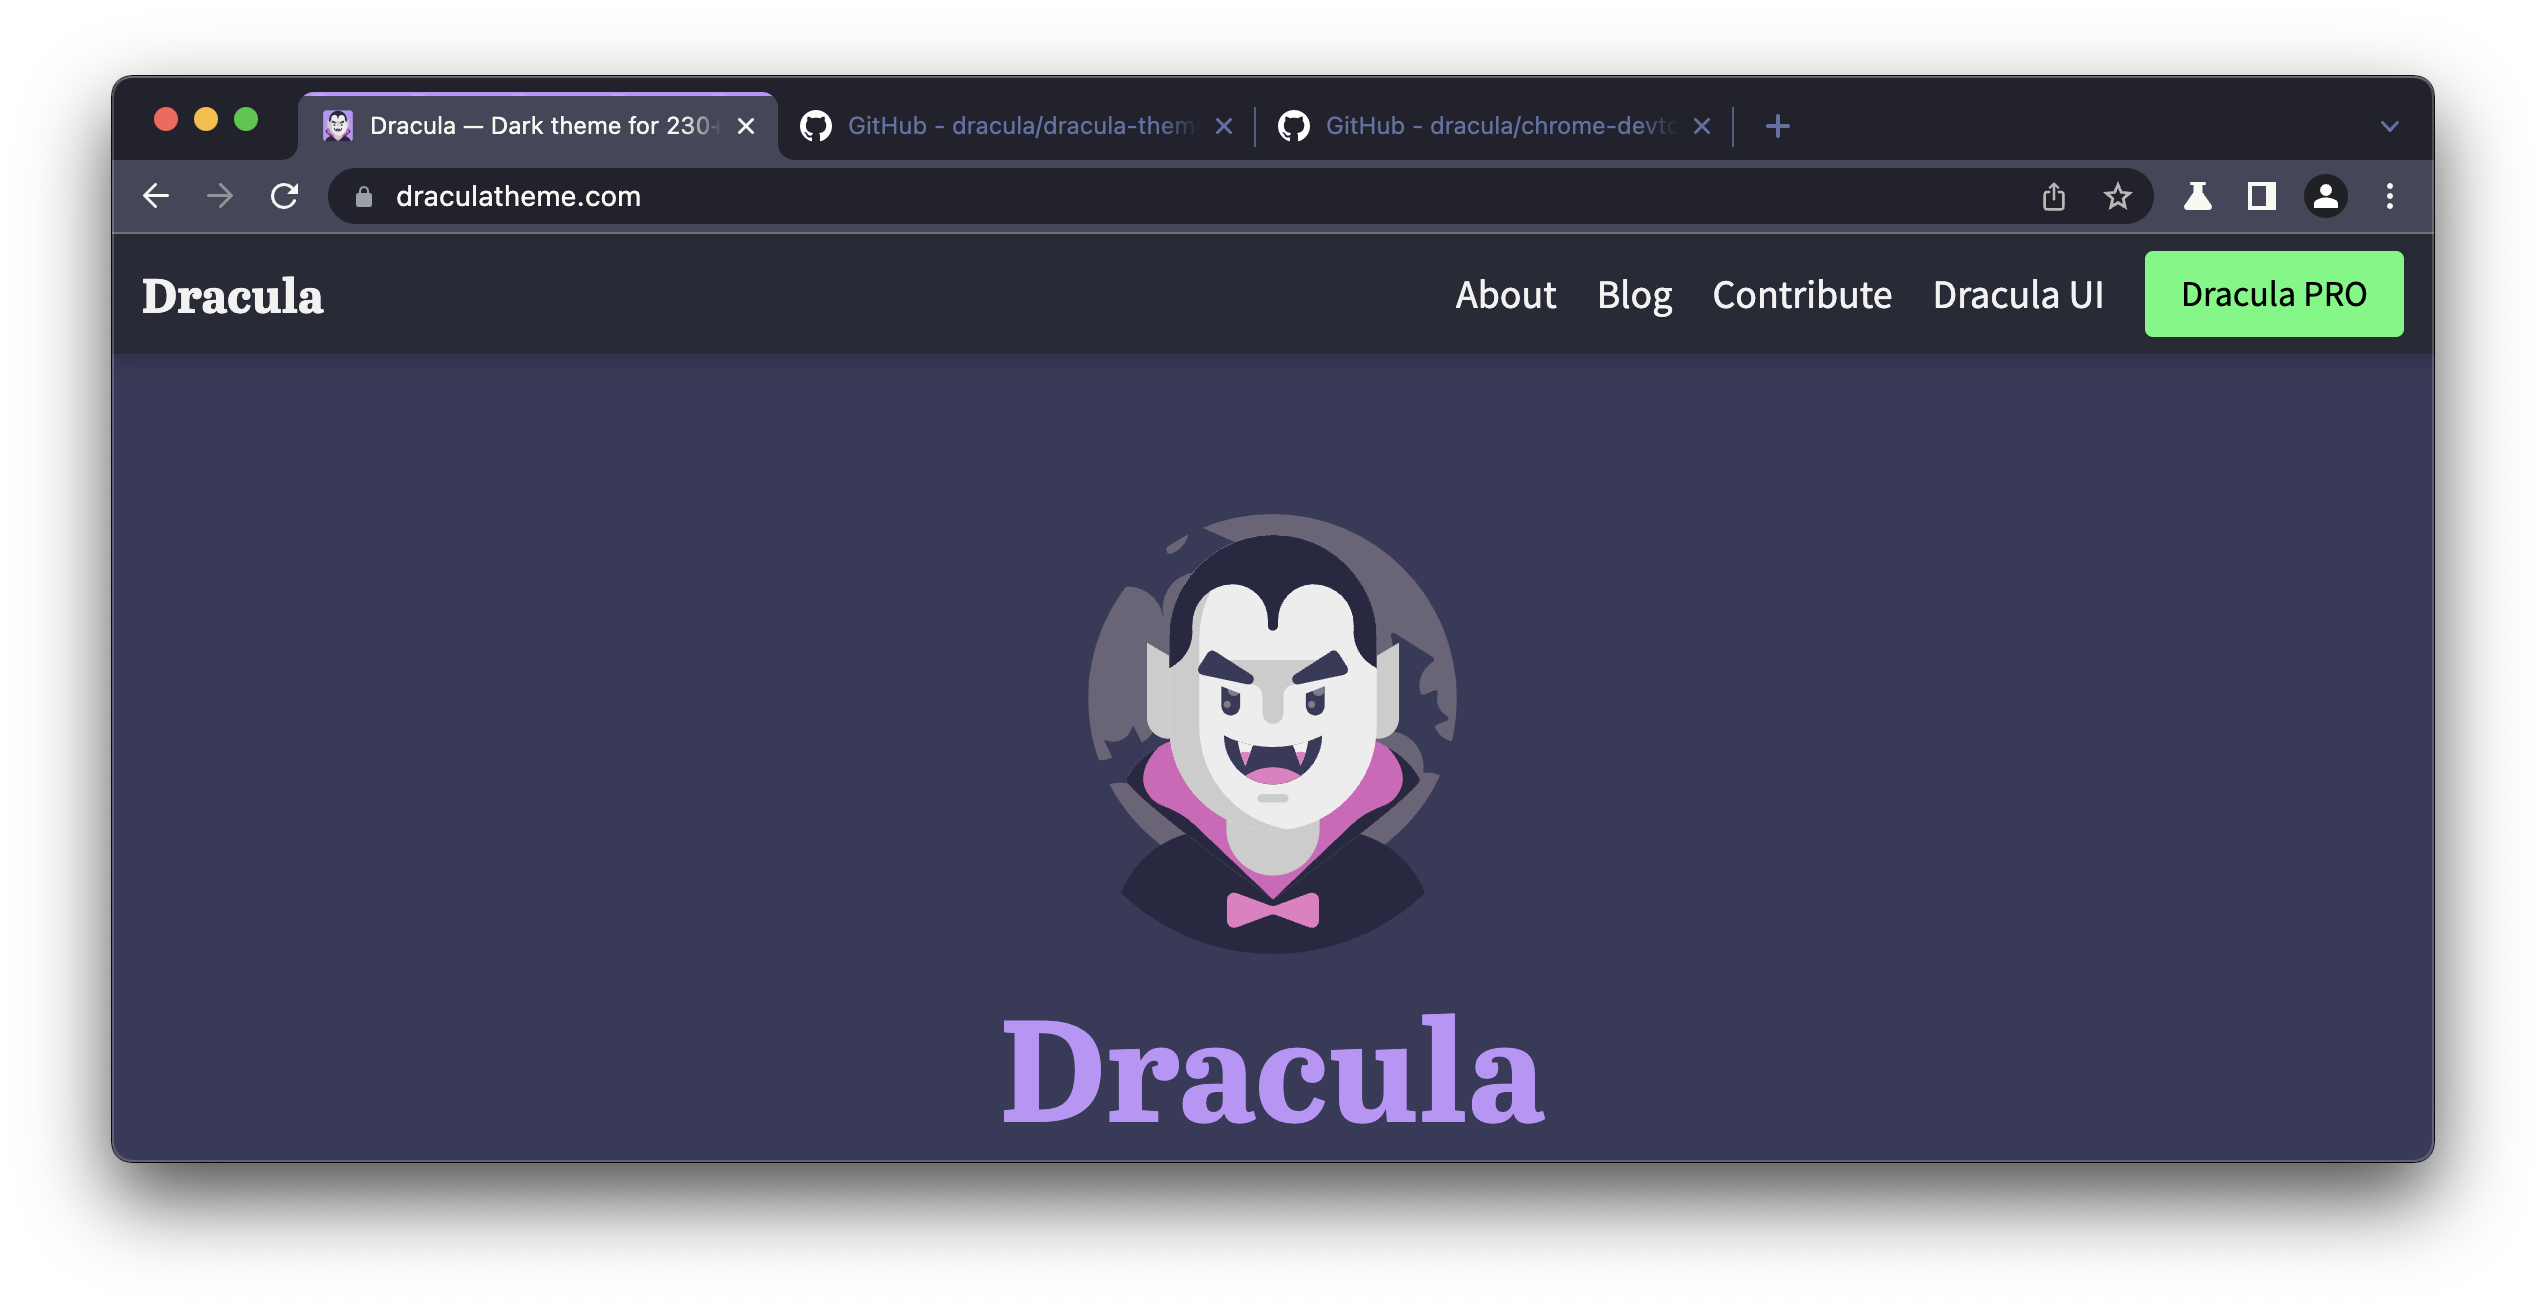 Dracula — Dark theme for 230+
GitHub - dracula/dracula-them
GitHub - dracula/chrome-devto
draculatheme.com
Dracula
About
Blog
Contribute
Dracula UI
Dracula PRO
Dracula